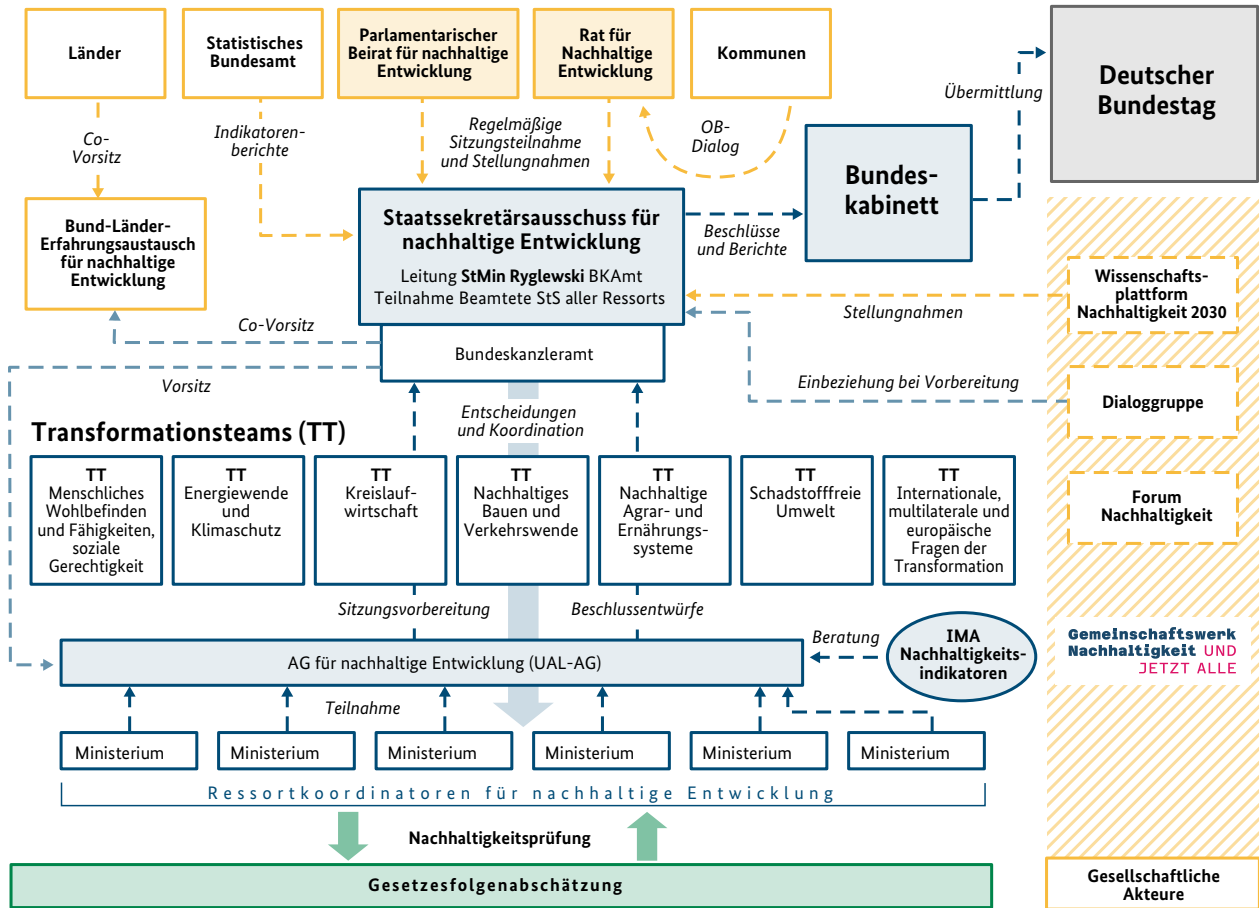 Länder
Statistisches
Bundesamt
Parlamentarischer
Beirat für nachhaltige
Entwicklung
Rat für
Nachhaltige
Entwicklung
Kommunen
Deutscher
Bundestag
Übermittlung
Co-
Vorsitz
Indikatoren-
berichte
Regelmäßige
Sitzungsteilnahme
und Stellungnahmen
OB-
Dialog
Bundes-
kabinett
Bund-Länder-
Erfahrungsaustausch
für nachhaltige
Entwicklung
Staatssekretärsausschuss für
nachhaltige Entwicklung
Leitung StMin Ryglewski BKAmt
Teilnahme Beamtete StS aller Ressorts
Beschlüsse
und Berichte
Wissenschafts-
plattform
Nachhaltigkeit 2030
Stellungnahmen
Co-Vorsitz
Bundeskanzleramt
Vorsitz
Einbeziehung bei Vorbereitung
Dialoggruppe
Entscheidungen
und Koordination
Transformationsteams (TT)
TT
Menschliches
Wohlbefinden
und Fähigkeiten,
soziale
Gerechtigkeit
TT
Energiewende
und
Klimaschutz
TT
Kreislauf-
wirtschaft
TT
Nachhaltiges
Bauen und
Verkehrswende
TT
Nachhaltige
Agrar- und
Ernährungs-
systeme
TT
Schadstofffreie
Umwelt
TT
Internationale,
multilaterale und
europäische
Fragen der
Transformation
Forum
Nachhaltigkeit
Sitzungsvorbereitung
Beschlussentwürfe
Beratung
IMA
Nachhaltigkeits-
indikatoren
Gemeinschaftswerk
Nachhaltigkeit UND
JETZT ALLE
AG für nachhaltige Entwicklung (UAL-AG)
Teilnahme
Ministerium
Ministerium
Ministerium
Ministerium
Ministerium
Ministerium
Ressortkoordinatoren für nachhaltige Entwicklung
Nachhaltigkeitsprüfung
Gesetzesfolgenabschätzung
Gesellschaftliche
Akteure